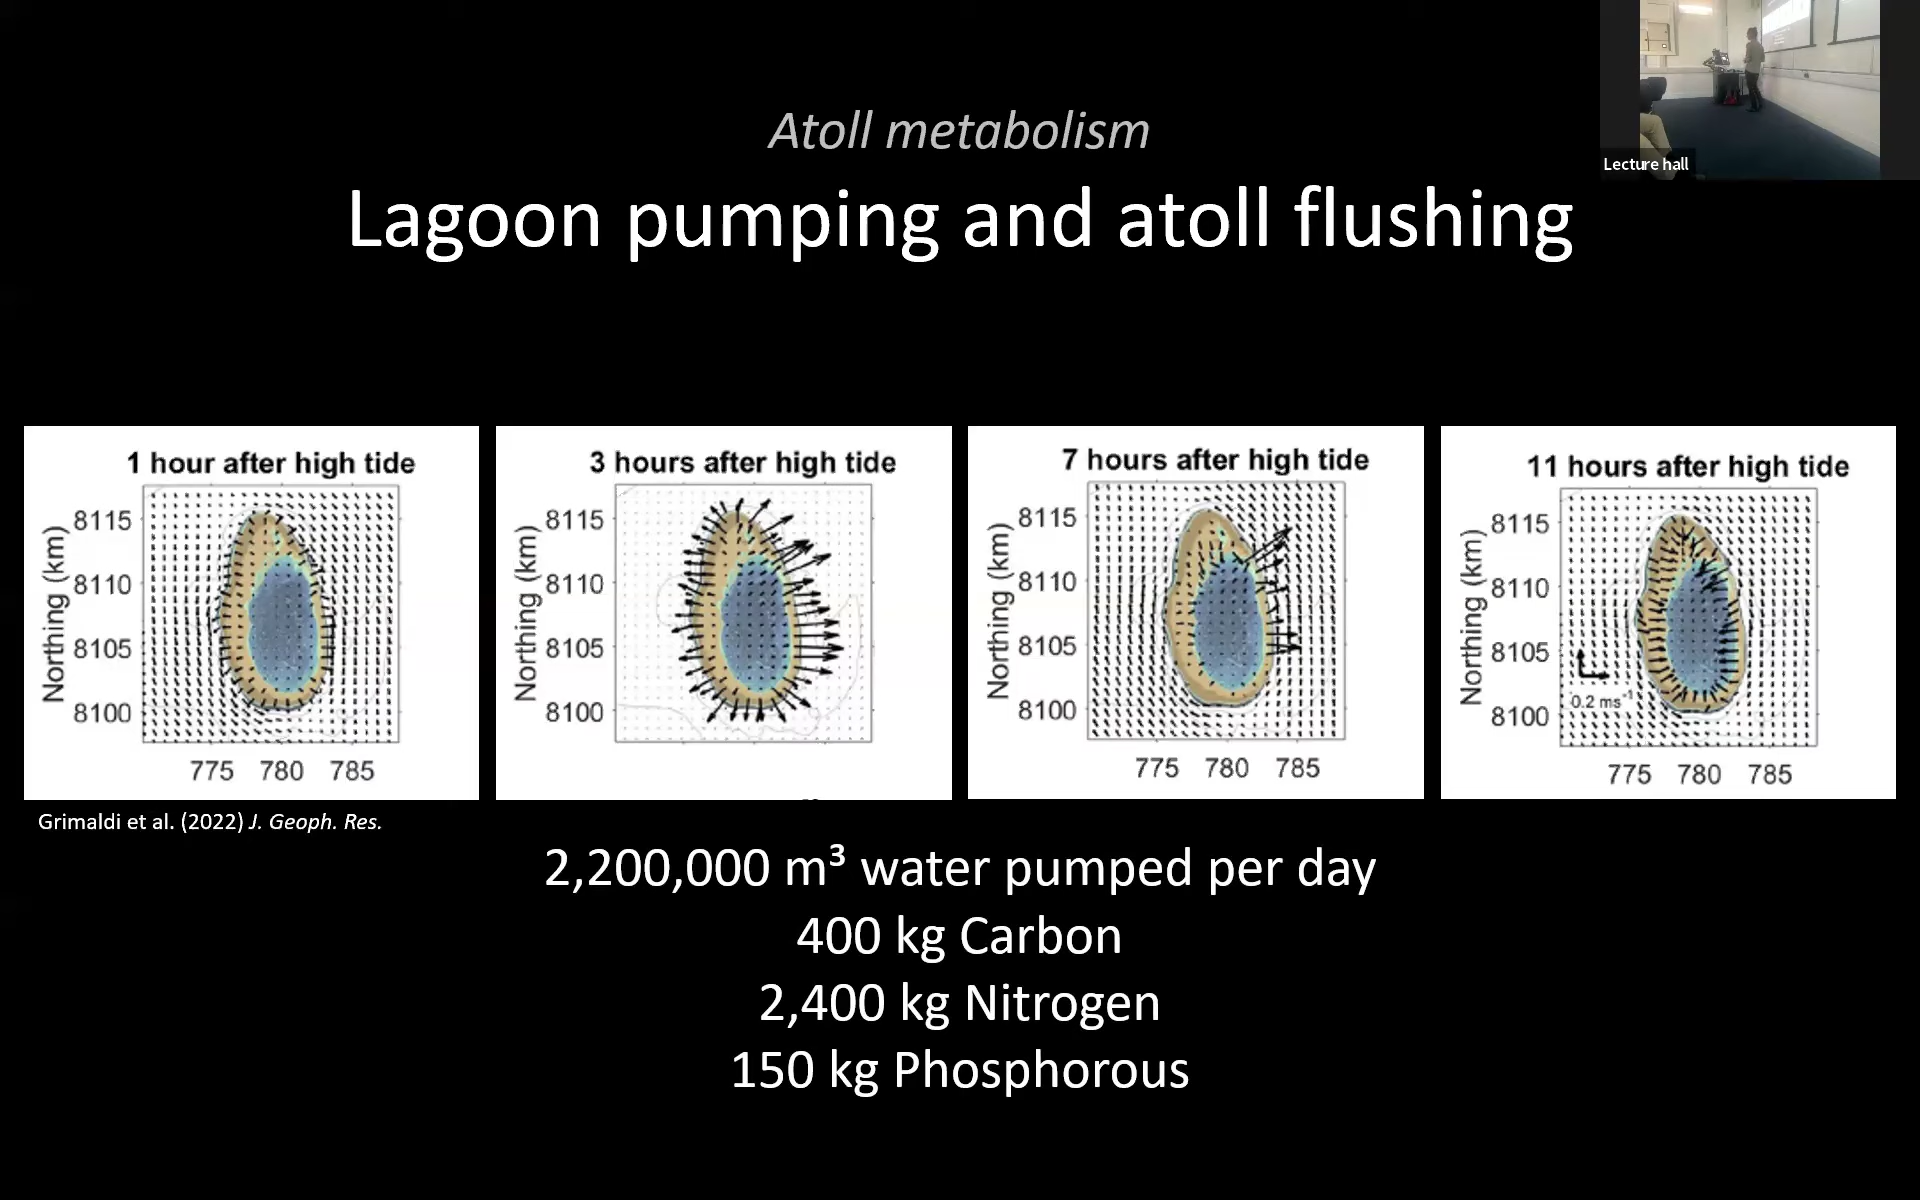 Lecture hall
Atoll metabolism
Lagoon pumping and atoll flushing
1 hour after high tide
Northing (km)
8115
8110
8105
8100
775 780 785
3 hours after high tide
Northing (km)
8115
8110
8105
8100
7 hours after high tide
Northing (km)
8115
8110
8105
8100
775 780 785
11 hours after high tide
Northing (km)
8115
8110
8105
8100
0.2 ms⁻¹
775 780 785
Grimaldi et al. (2022) J. Geoph. Res.
2,200,000 m³ water pumped per day
400 kg Carbon
2,400 kg Nitrogen
150 kg Phosphorous